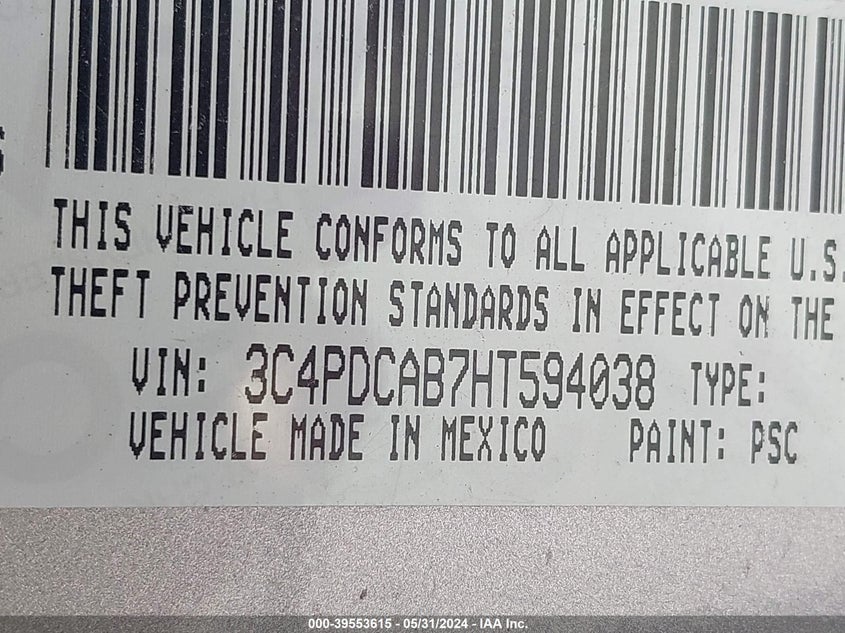 THIS VEHICLE CONFORMS TO ALL APPLICABLE U.S.
THEFT PREVENTION STANDARDS IN EFFECT ON THE
VIN: 3C4PDCAB7HT594038 TYPE:
VEHICLE MADE IN MEXICO PAINT: PSC
000-39553615 - 05/31/2024 - IAA Inc.